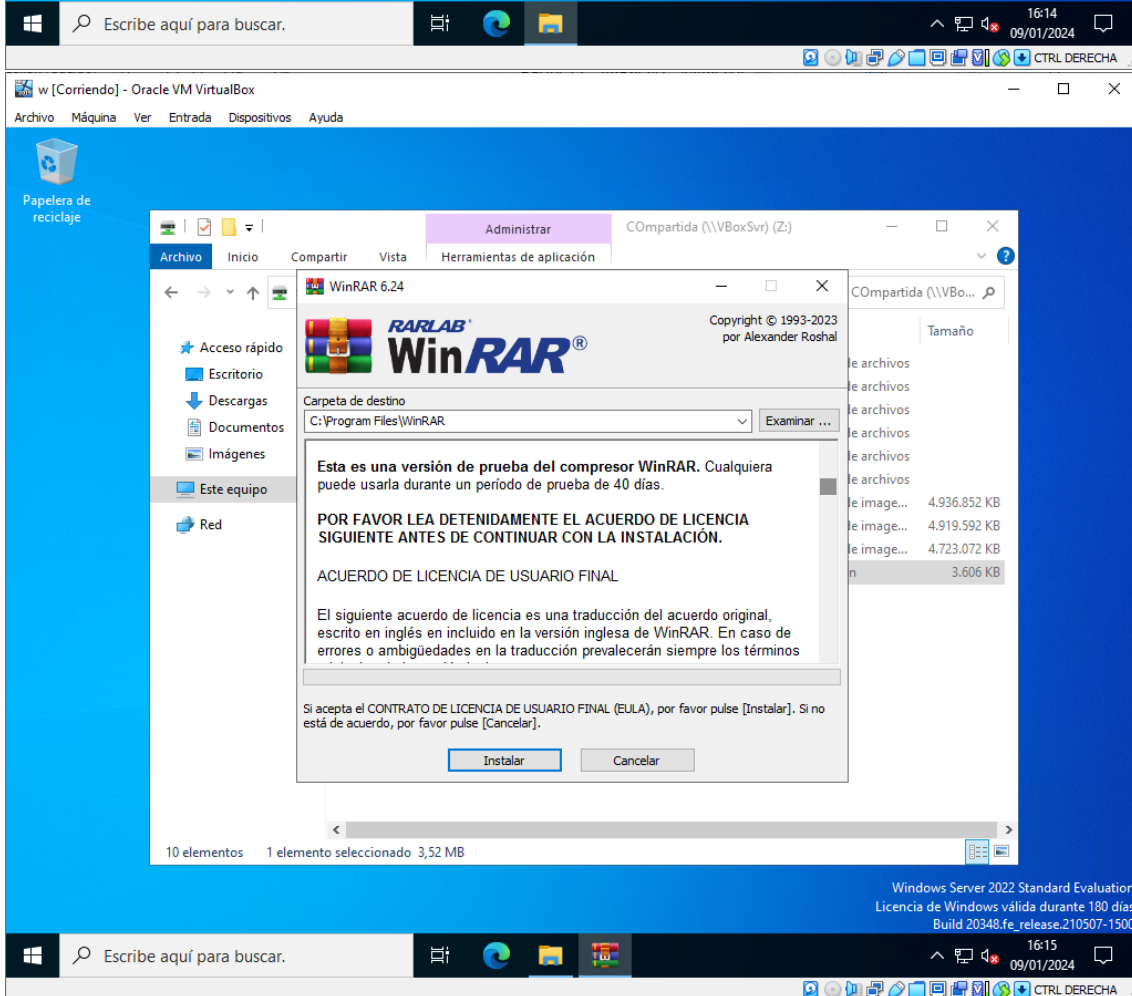 Escribe aquí para buscar.
16:14
09/01/2024
CTRL DERECHA
w [Corriendo] - Oracle VM VirtualBox
Archivo Máquina Ver Entrada Dispositivos Ayuda
Papelera de
reciclaje
Administrar
COmpartida (\\VBoxSvr) (Z:)
Archivo Inicio Compartir Vista Herramientas de aplicación
COmpartida (\\VBo...
Tamaño
Acceso rápido
Escritorio
Descargas
Documentos
Imágenes
Este equipo
Red
WinRAR 6.24
RARLAB
WinRAR®
Copyright © 1993-2023
por Alexander Roshal
Carpeta de destino
C:\Program Files\WinRAR
Examinar ...
Esta es una versión de prueba del compresor WinRAR. Cualquiera
puede usarla durante un período de prueba de 40 días.
POR FAVOR LEA DETENIDAMENTE EL ACUERDO DE LICENCIA
SIGUIENTE ANTES DE CONTINUAR CON LA INSTALACIÓN.
ACUERDO DE LICENCIA DE USUARIO FINAL
El siguiente acuerdo de licencia es una traducción del acuerdo original,
escrito en inglés en incluido en la versión inglesa de WinRAR. En caso de
errores o ambigüedades en la traducción prevalecerán siempre los términos
Si acepta el CONTRATO DE LICENCIA DE USUARIO FINAL (EULA), por favor pulse [Instalar]. Si no
está de acuerdo, por favor pulse [Cancelar].
Instalar
Cancelar
de archivos
de archivos
de archivos
de archivos
de archivos
de archivos
de image... 4.936.852 KB
de image... 4.919.592 KB
de image... 4.723.072 KB
n 3.606 KB
10 elementos 1 elemento seleccionado 3,52 MB
Windows Server 2022 Standard Evaluation
Licencia de Windows válida durante 180 días
Build 20348.fe_release.210507-1500
Escribe aquí para buscar.
16:15
09/01/2024
CTRL DERECHA